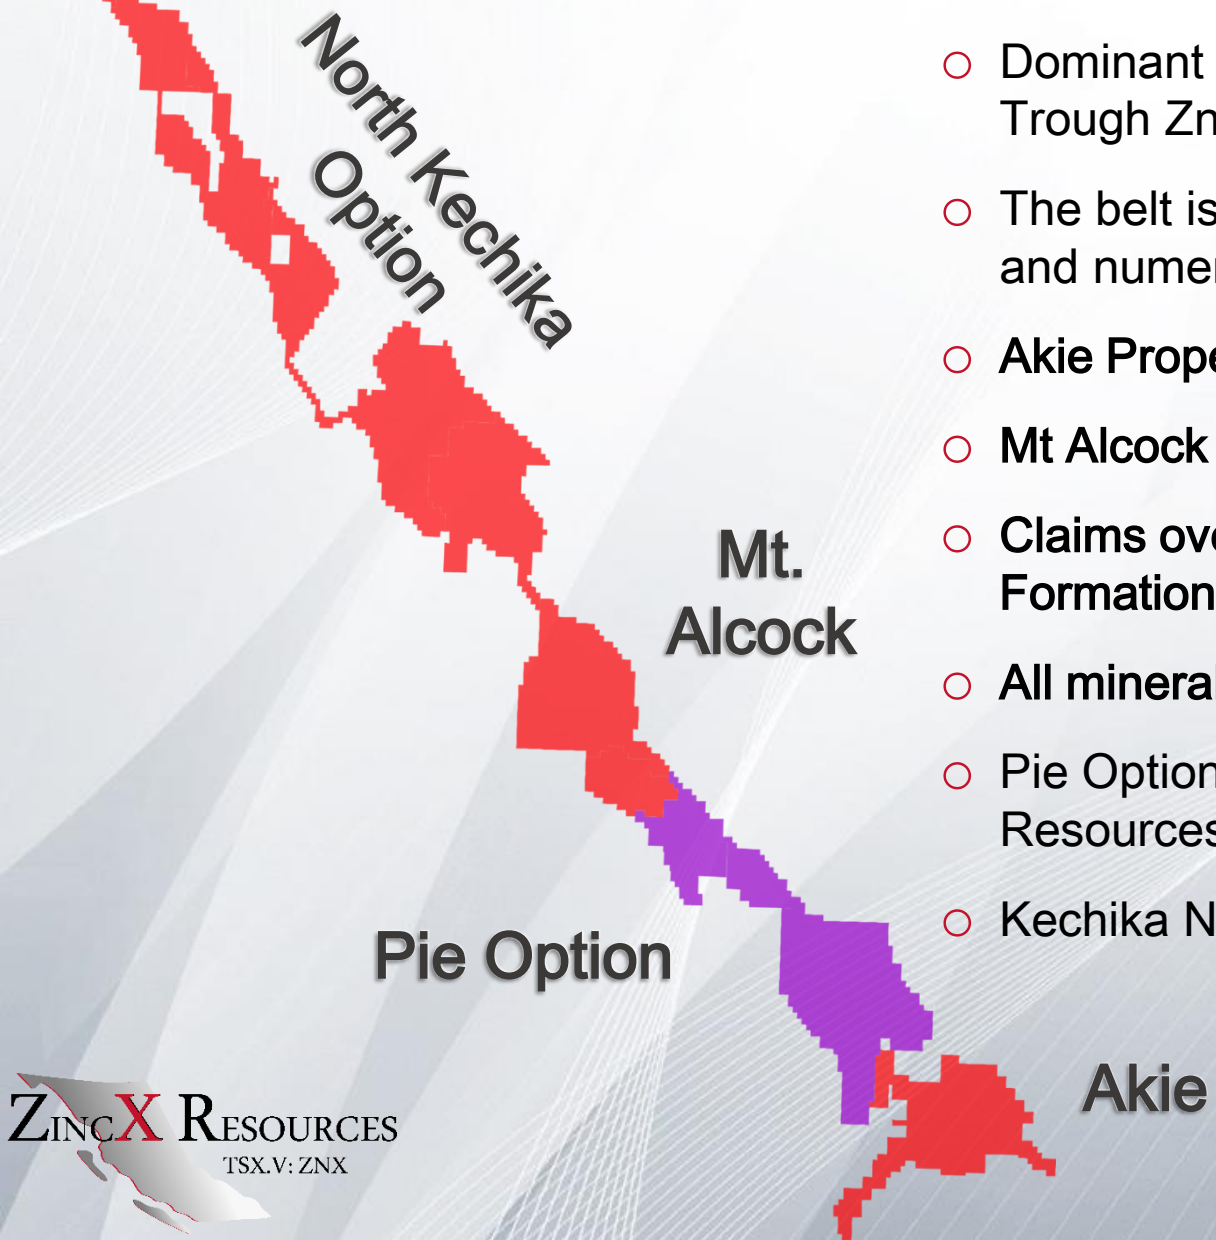 North Kechika
Option
Mt.
Alcock
Pie Option
Akie
Dominant
Trough Zn
The belt is
and numer
Akie Prope
Mt Alcock
Claims ove
Formation
All mineral
Pie Option
Resources
Kechika N
ZINCX RESOURCES
TSX.V: ZNX